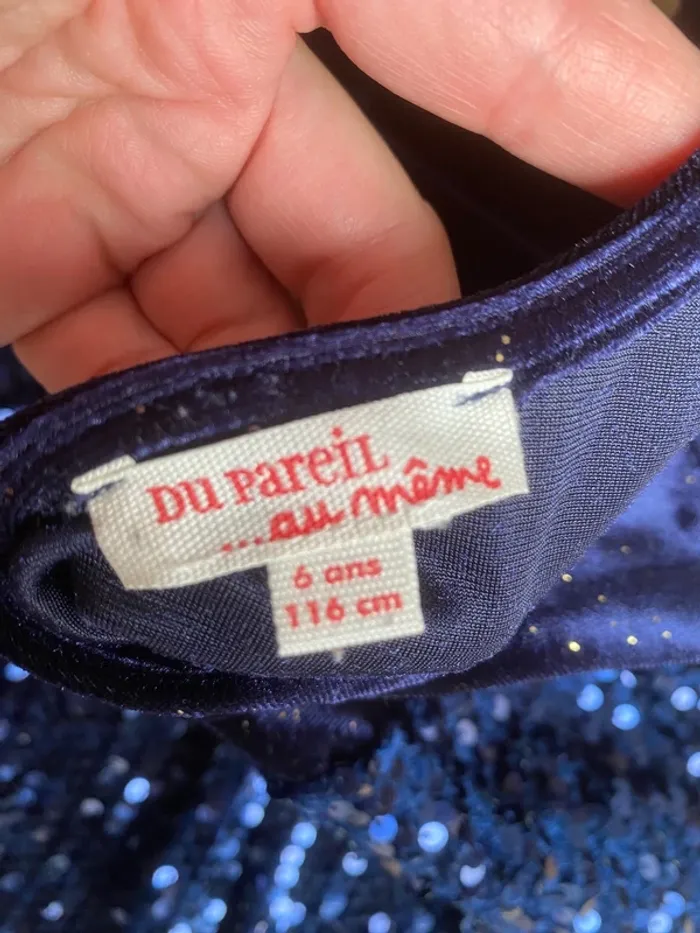 DU PAREIL
...au même
6 ans
116 cm